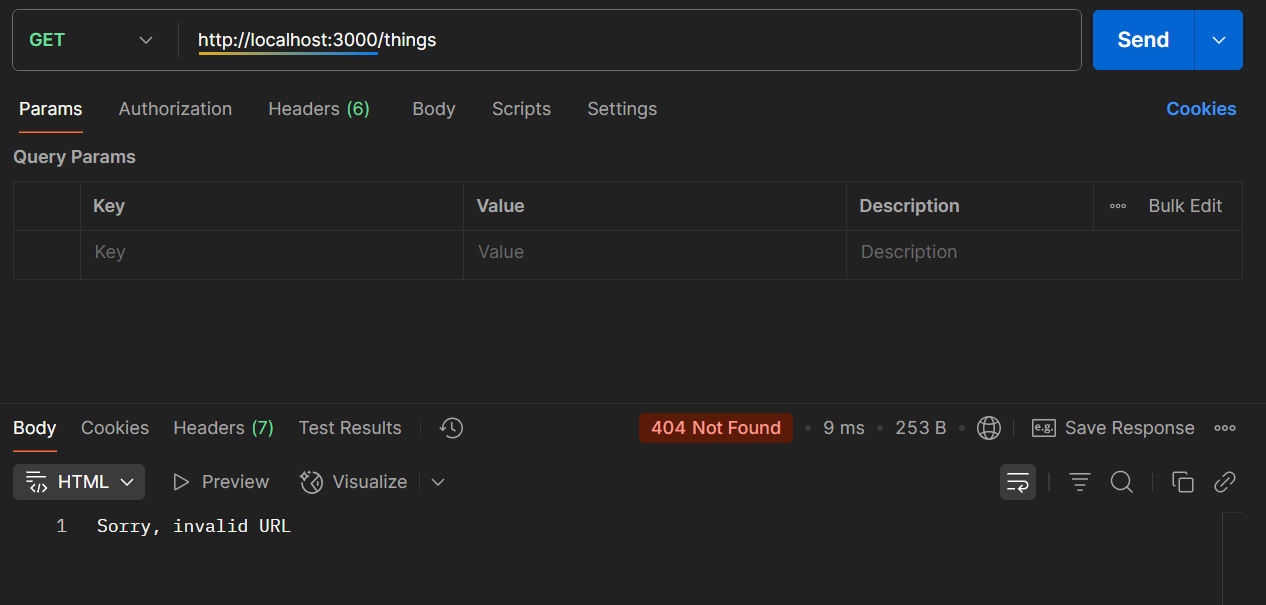 GET http://localhost:3000/things Send
Params Authorization Headers (6) Body Scripts Settings Cookies
Query Params
Key Value Description Bulk Edit
Key Value Description
Body Cookies Headers (7) Test Results 404 Not Found 9 ms 253 B e.g. Save Response
HTML Preview Visualize
1 Sorry, invalid URL